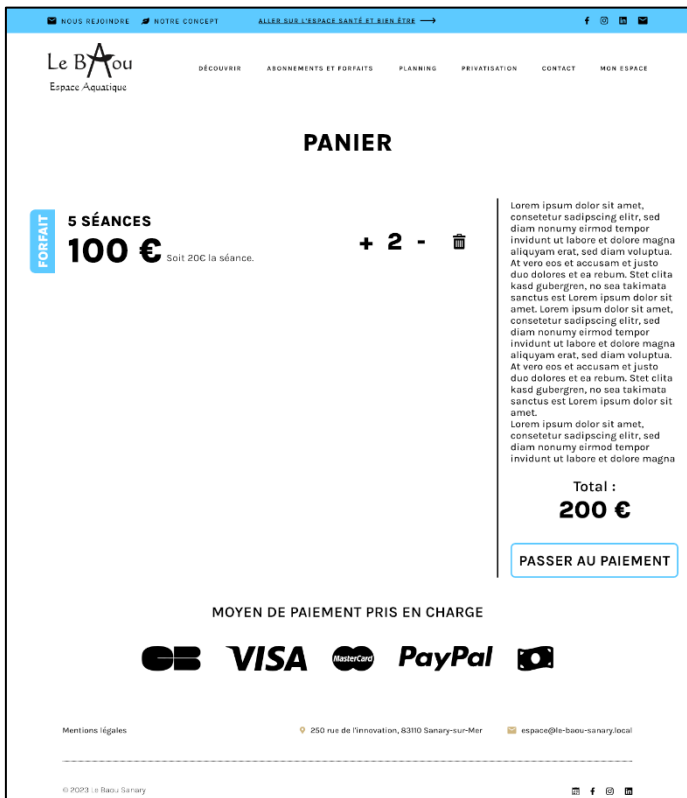 NOUS REJOINDRE NOTRE CONCEPT ALLER SUR L'ESPACE SANTÉ ET BIEN ÊTRE
Le BAou
Espace Aquatique
DÉCOUVRIR ABONNEMENTS ET FORFAITS PLANNING PRIVATISATION CONTACT MON ESPACE
PANIER
FORFAIT
5 SÉANCES
100 € Soit 20€ la séance.
+ 2 -
Lorem ipsum dolor sit amet,
consetetur sadipscing elitr, sed
diam nonumy eirmod tempor
invidunt ut labore et dolore magna
aliquyam erat, sed diam voluptua.
At vero eos et accusam et justo
duo dolores et ea rebum. Stet clita
kasd gubergren, no sea takimata
sanctus est Lorem ipsum dolor sit
amet. Lorem ipsum dolor sit amet,
consetetur sadipscing elitr, sed
diam nonumy eirmod tempor
invidunt ut labore et dolore magna
aliquyam erat, sed diam voluptua.
At vero eos et accusam et justo
duo dolores et ea rebum. Stet clita
kasd gubergren, no sea takimata
sanctus est Lorem ipsum dolor sit
amet.
Lorem ipsum dolor sit amet,
consetetur sadipscing elitr, sed
diam nonumy eirmod tempor
invidunt ut labore et dolore magna
Total :
200 €
PASSER AU PAIEMENT
MOYEN DE PAIEMENT PRIS EN CHARGE
CB VISA MasterCard PayPal
Mentions légales 250 rue de l'innovation, 83110 Sanary-sur-Mer espace@le-baou-sanary.local
© 2023 Le Baou Sanary